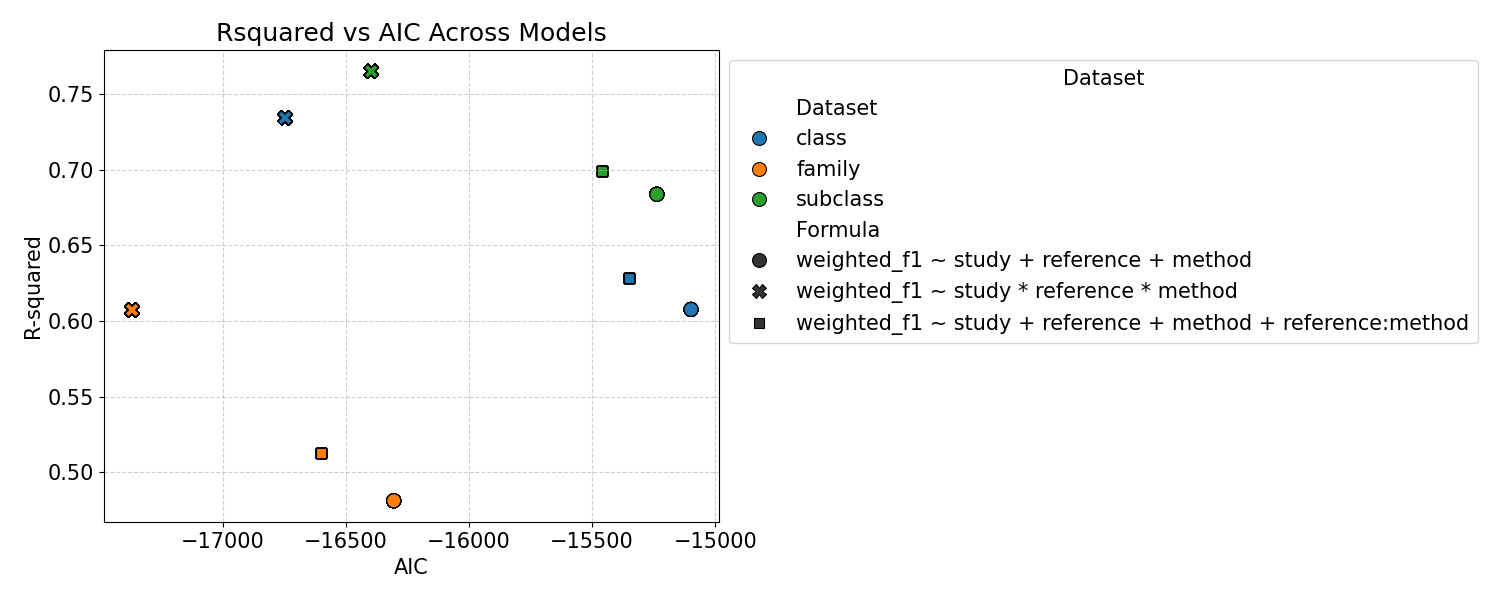 Rsquared vs AIC Across Models
R-squared
0.75
0.70
0.65
0.60
0.55
0.50
−17000 −16500 −16000 −15500 −15000
AIC
Dataset
Dataset
class
family
subclass
Formula
weighted_f1 ~ study + reference + method
weighted_f1 ~ study * reference * method
weighted_f1 ~ study + reference + method + reference:method